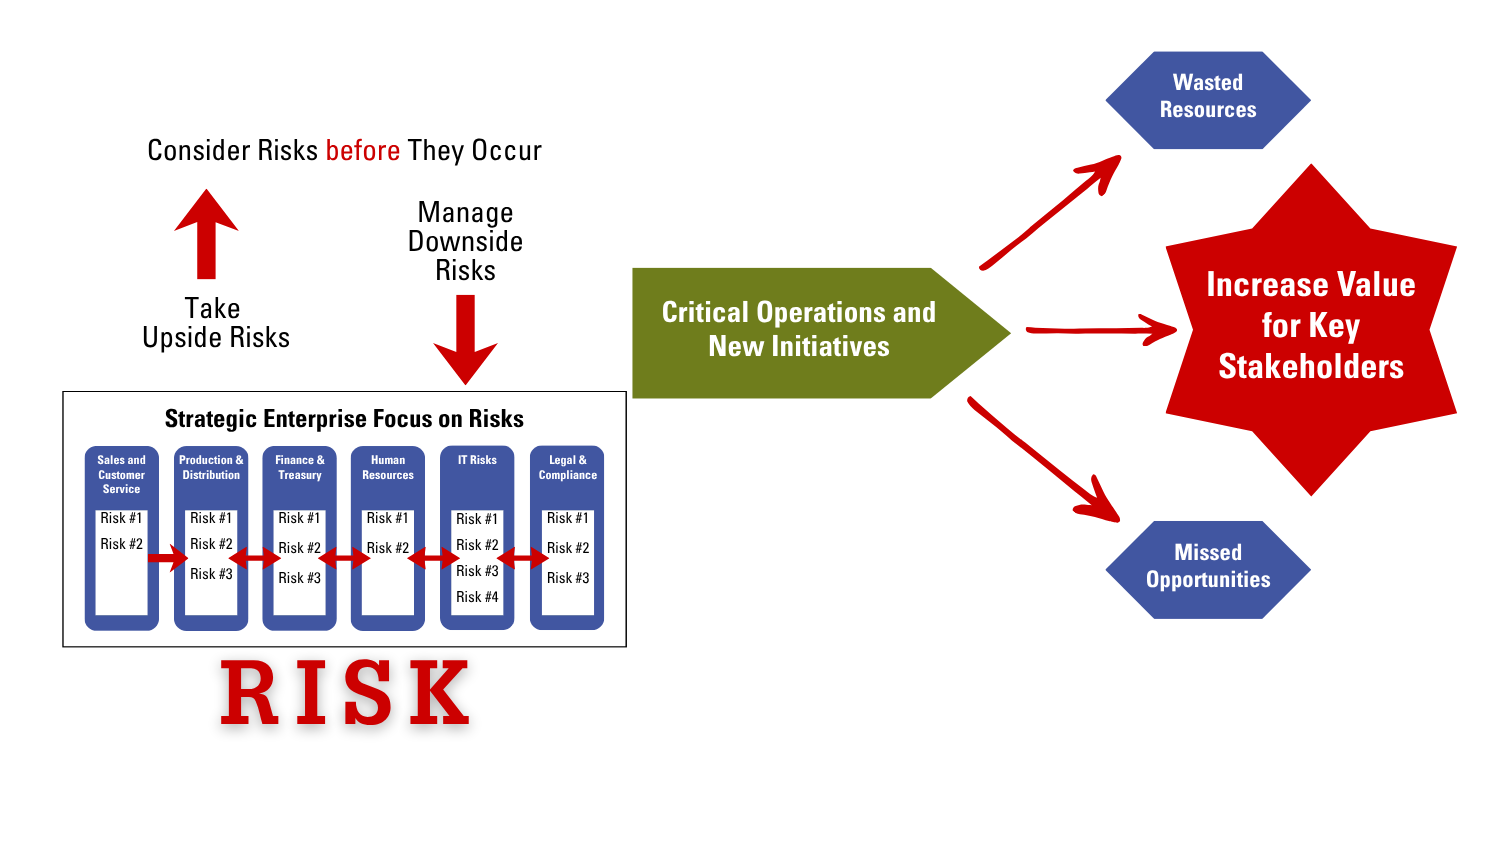 Consider Risks before They Occur
Take
Upside Risks
Manage
Downside
Risks
Strategic Enterprise Focus on Risks
Sales and
Customer
Service
Risk #1
Risk #2
Production &
Distribution
Risk #1
Risk #2
Risk #3
Finance &
Treasury
Risk #1
Risk #2
Risk #3
Human
Resources
Risk #1
Risk #2
IT Risks
Risk #1
Risk #2
Risk #3
Risk #4
Legal &
Compliance
Risk #1
Risk #2
Risk #3
RISK
Critical Operations and
New Initiatives
Wasted
Resources
Increase Value
for Key
Stakeholders
Missed
Opportunities